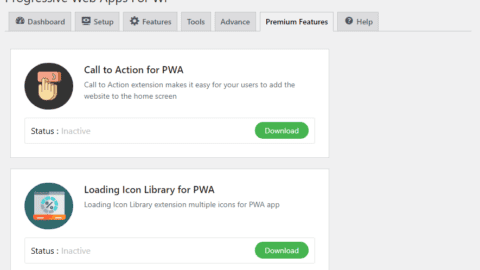 Progressive Web Apps For WP
Dashboard Setup Features Tools Advance Premium Features Help
Call to Action for PWA
Call to Action extension makes it easy for your users to add the
website to the home screen
Status : Inactive Download
Loading Icon Library for PWA
Loading Icon Library extension multiple icons for PWA app
Status : Inactive Download